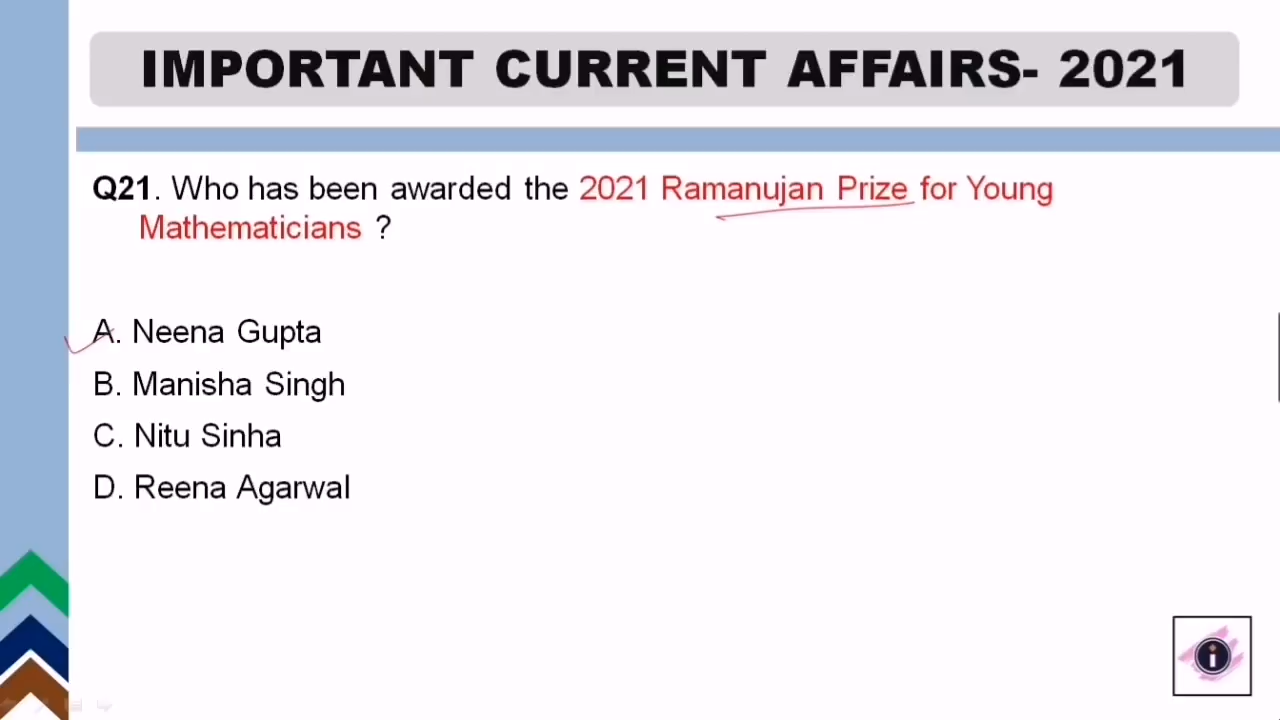 IMPORTANT CURRENT AFFAIRS- 2021
Q21. Who has been awarded the 2021 Ramanujan Prize for Young
Mathematicians ?
A. Neena Gupta
B. Manisha Singh
C. Nitu Sinha
D. Reena Agarwal
i